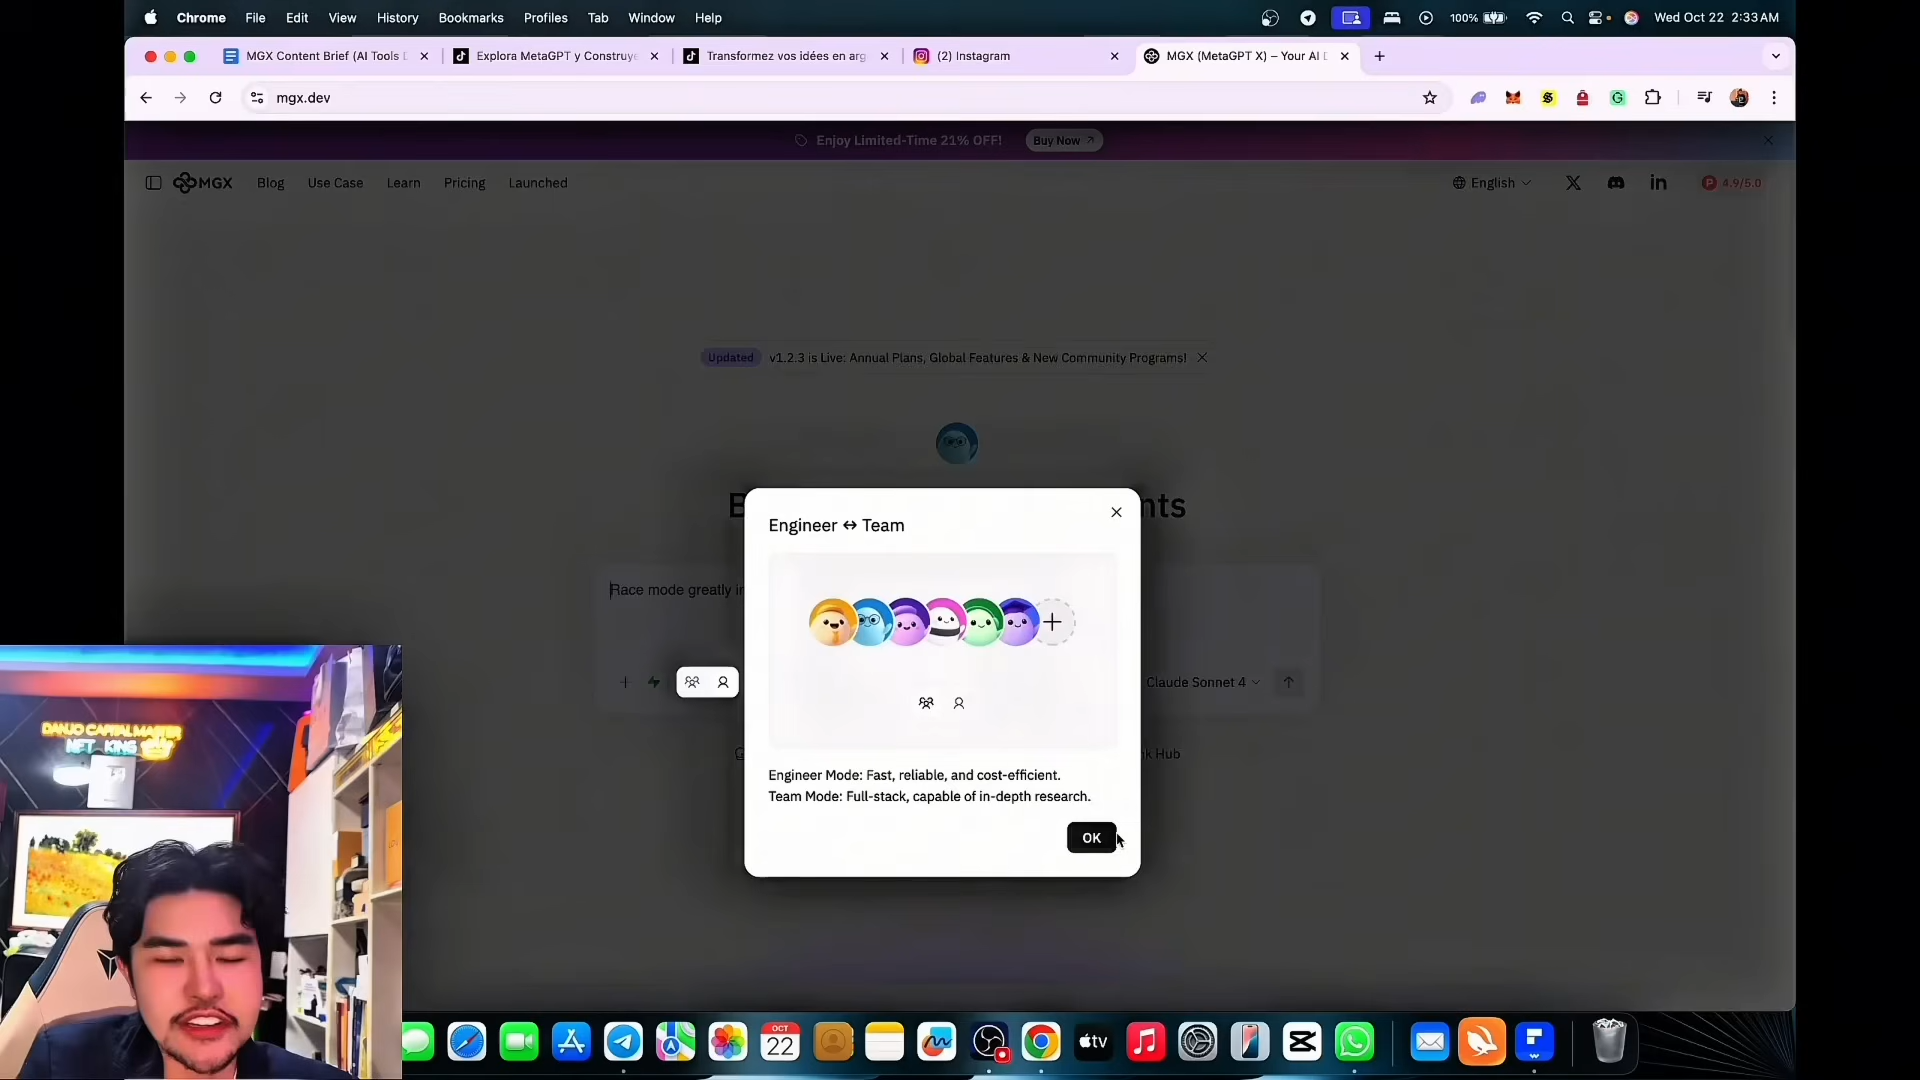 Chrome File Edit View History Bookmarks Profiles Tab Window Help 100% Wed Oct 22 2:33 AM
MGX Content Brief (AI Tools Explora MetaGPT y Construye Transformez vos idées en arg (2) Instagram MGX (MetaGPT X) – Your AI
mgx.dev
Enjoy Limited-Time 21% OFF! Buy Now
MGX Blog Use Case Learn Pricing Launched English in P 4.9/5.0
Updated v1.2.3 is Live: Annual Plans, Global Features & New Community Programs!
Engineer ↔ Team
Race mode greatly
Claude Sonnet 4
Hub
Engineer Mode: Fast, reliable, and cost-efficient.
Team Mode: Full-stack, capable of in-depth research.
OK
DANJO CAPITAL MASTER
NFT KING
OCT
22
tv